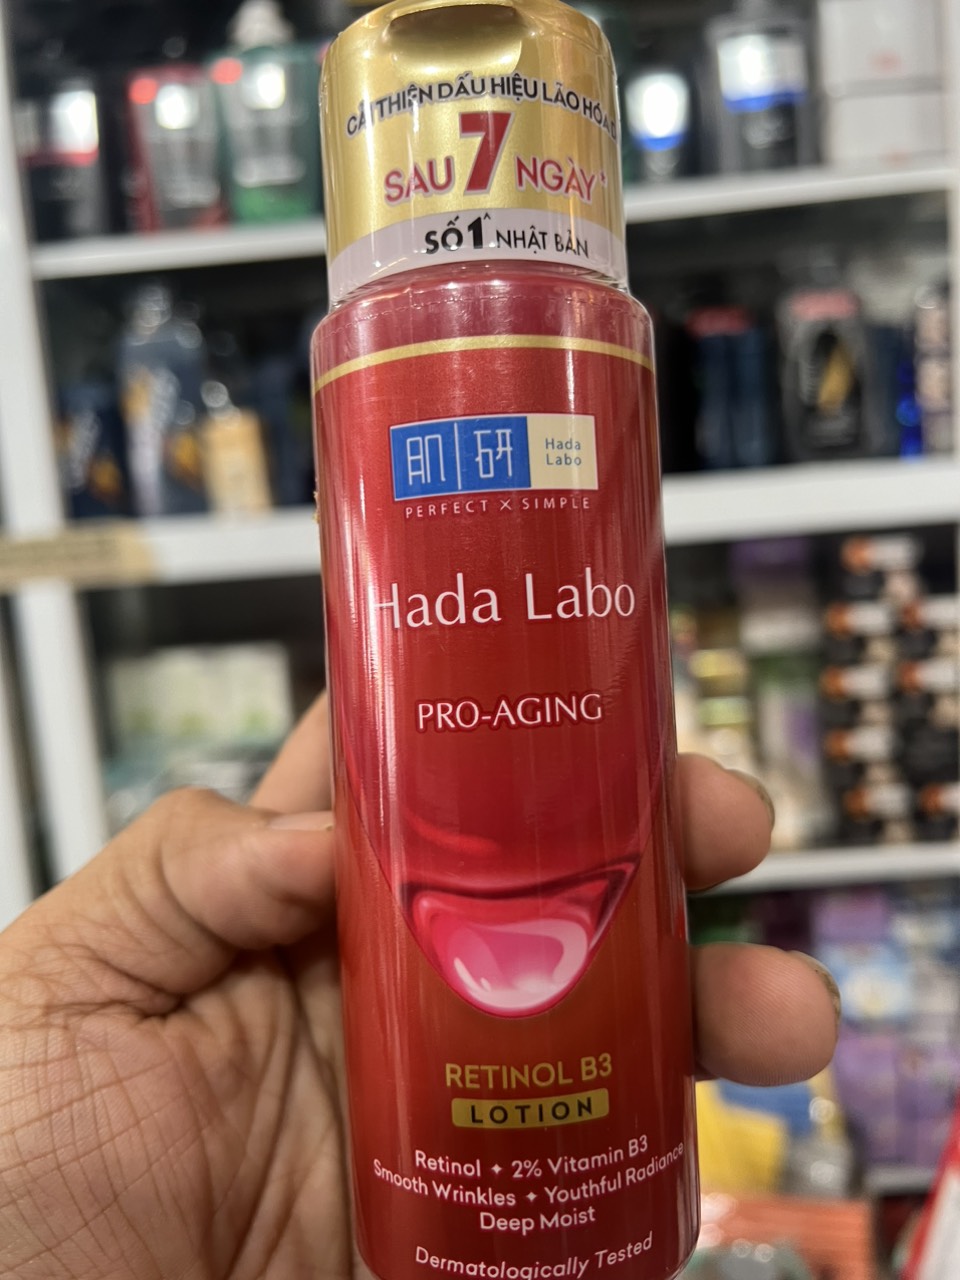 CẢI THIỆN DẤU HIỆU LÃO HÓA
SAU 7 NGÀY*
SỐ 1^ NHẬT BẢN
肌研
Hada
Labo
PERFECT X SIMPLE
Hada Labo
PRO-AGING
RETINOL B3
LOTION
Retinol ✦ 2% Vitamin B3
Smooth Wrinkles ✦ Youthful Radiance
Deep Moist
Dermatologically Tested